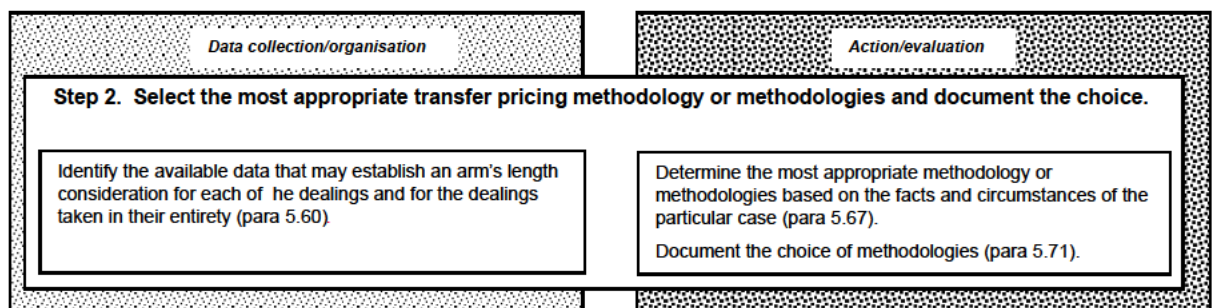 Data collection/organisation
Action/evaluation
Step 2. Select the most appropriate transfer pricing methodology or methodologies and document the choice.
Identify the available data that may establish an arm's length
consideration for each of he dealings and for the dealings
taken in their entirety (para 5.60).
Determine the most appropriate methodology or
methodologies based on the facts and circumstances of the
particular case (para 5.67).
Document the choice of methodologies (para 5.71).